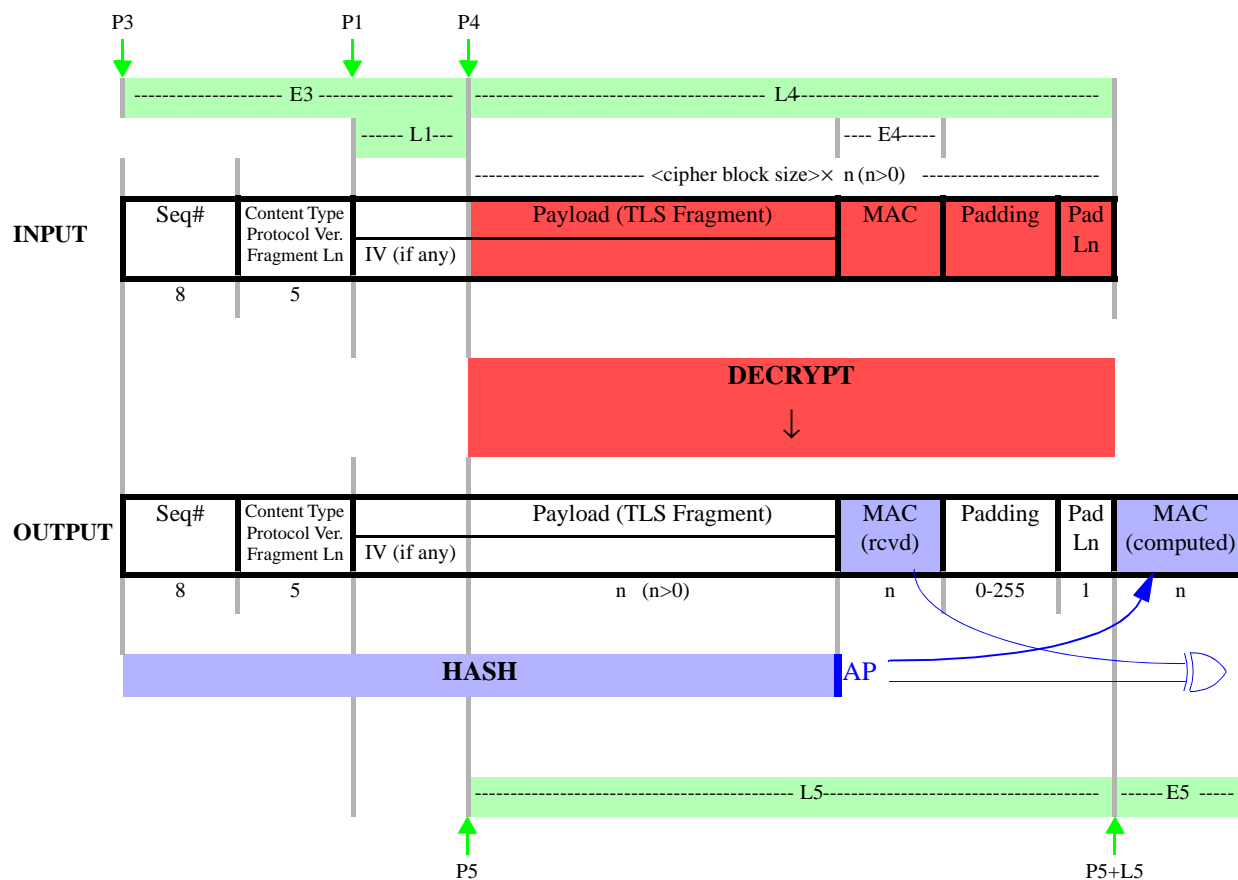 P3 P1 P4
--------------------- E3 ---------------------
------------------------------------- L4-------------------------------------
------ L1---
---- E4-----
------------------------ <cipher block size>× n (n>0) -------------------------
INPUT
Seq#
Content Type
Protocol Ver.
Fragment Ln
IV (if any)
Payload (TLS Fragment)
MAC
Padding
Pad
Ln
8 5
DECRYPT
↓
OUTPUT
Seq#
Content Type
Protocol Ver.
Fragment Ln
IV (if any)
Payload (TLS Fragment)
MAC
(rcvd)
Padding
Pad
Ln
MAC
(computed)
8 5 n (n>0) n 0-255 1 n
HASH
AP
--------------------------------------------- L5---------------------------------------
----- E5 -----
P5 P5+L5